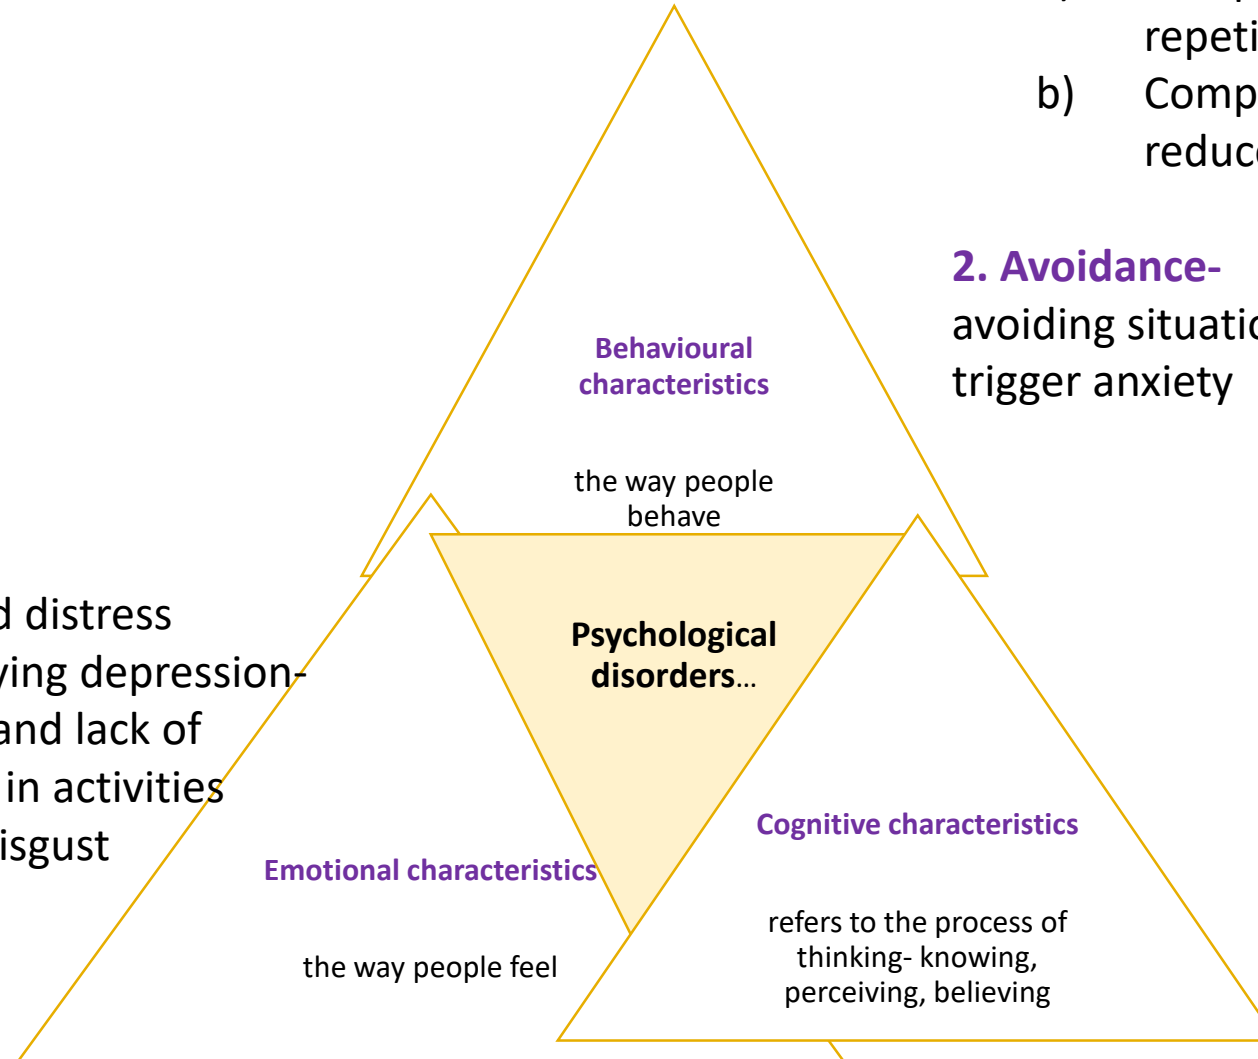 repeti
b) Comp
reduc
2. Avoidance-
avoiding situati
trigger anxiety
Behavioural
characteristics
the way people
behave
d distress
ying depression-
and lack of
in activities
isgust
Psychological
disorders...
Emotional characteristics
the way people feel
Cognitive characteristics
refers to the process of
thinking- knowing,
perceiving, believing